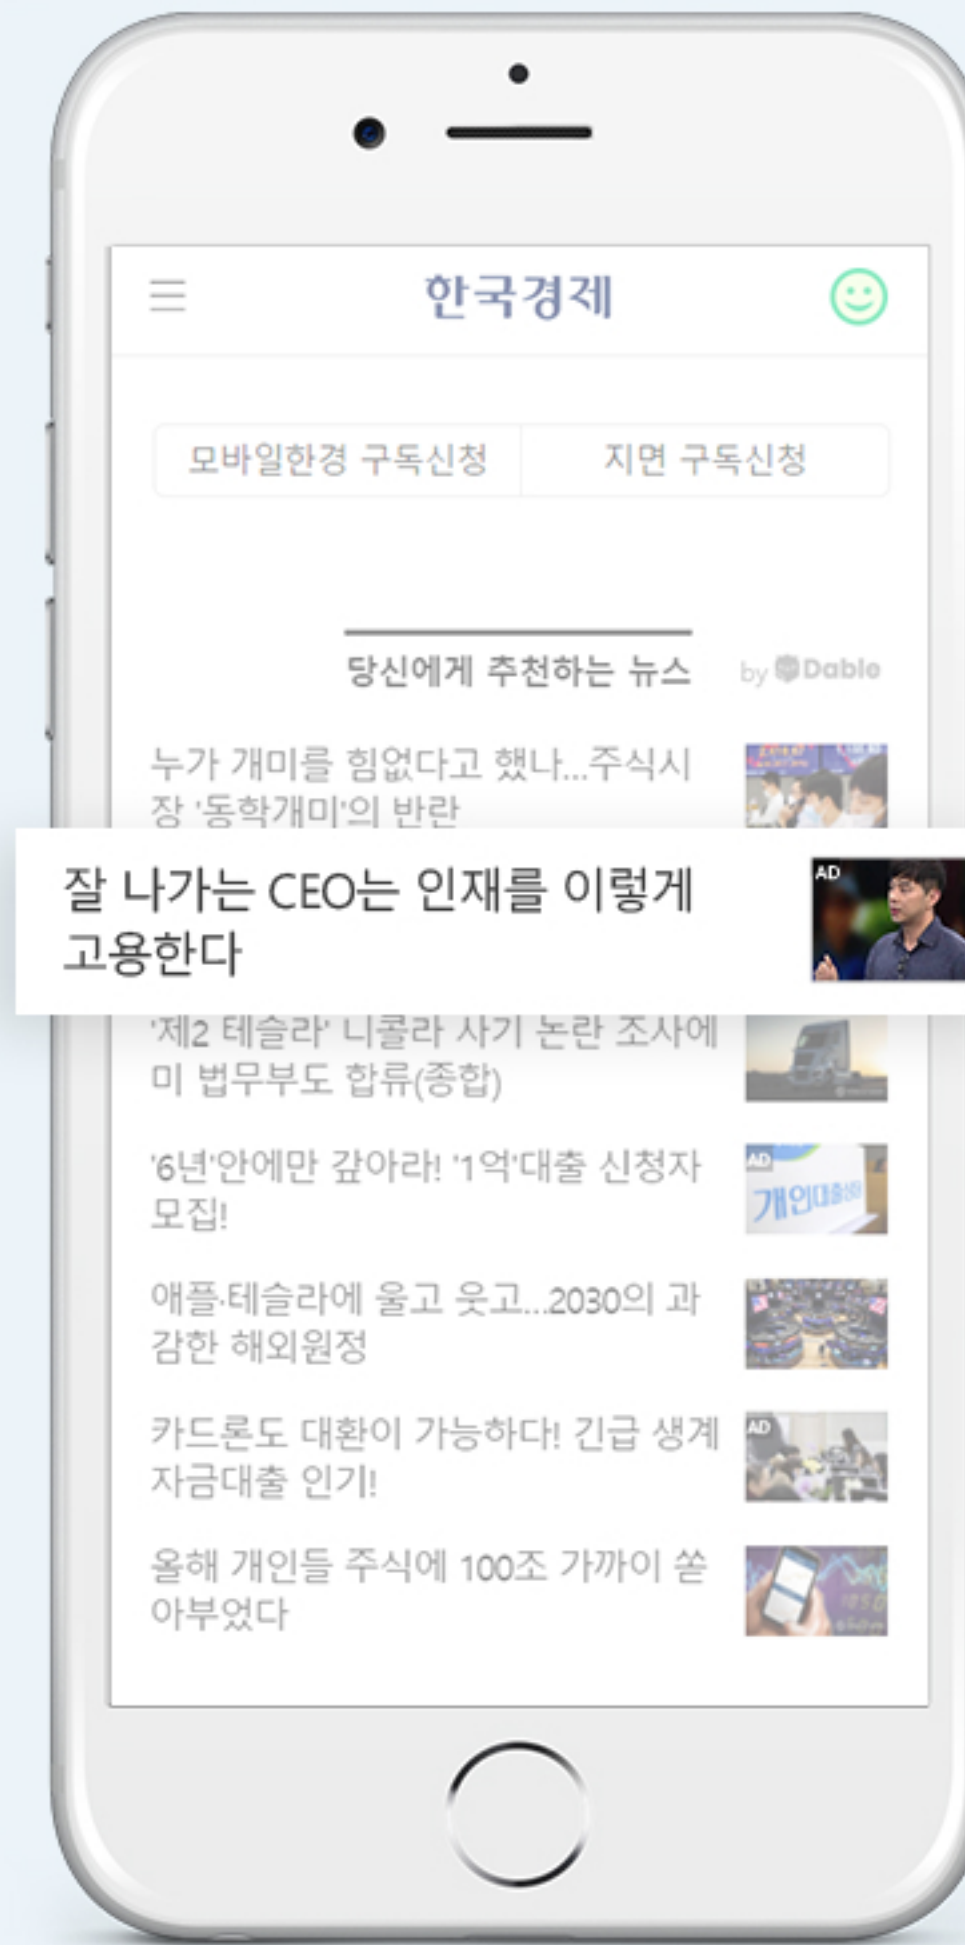 한국경제
모바일한경 구독신청 지면 구독신청
당신에게 추천하는 뉴스 by Dable
누가 개미를 힘없다고 했나...주식시
장 '동학개미'의 반란
잘 나가는 CEO는 인재를 이렇게
고용한다
AD
'제2 테슬라' 니콜라 사기 논란 조사에
미 법무부도 합류(종합)
'6년'안에만 갚아라! '1억'대출 신청자
모집!
AD
개인대출상담
애플·테슬라에 울고 웃고...2030의 과
감한 해외원정
카드론도 대환이 가능하다! 긴급 생계
자금대출 인기!
AD
올해 개인들 주식에 100조 가까이 쏟
아부었다